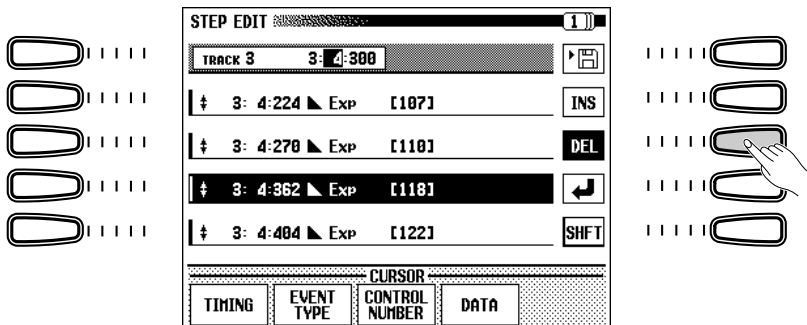 STEP EDIT 1
TRACK 3 3: 4:300
3: 4:224 Exp [107]
INS
3: 4:270 Exp [110]
DEL
3: 4:362 Exp [118]
3: 4:404 Exp [122]
SHFT
CURSOR
TIMING
EVENT TYPE
CONTROL NUMBER
DATA